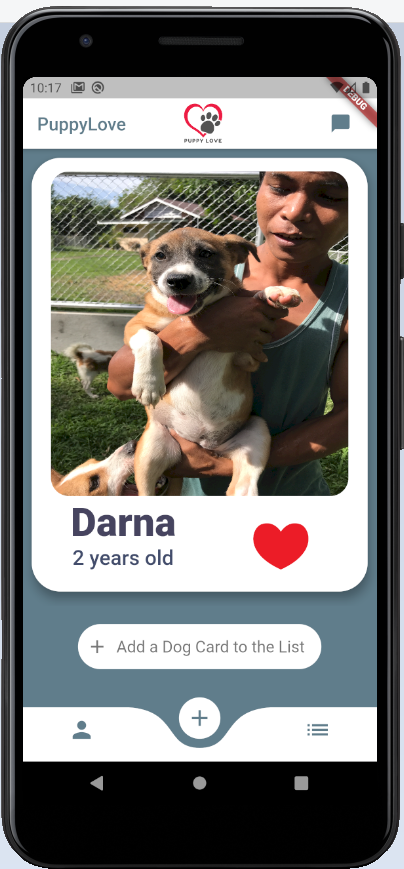 10:17
DEBUG
PuppyLove
PUPPY LOVE
Darna
2 years old
Add a Dog Card to the List